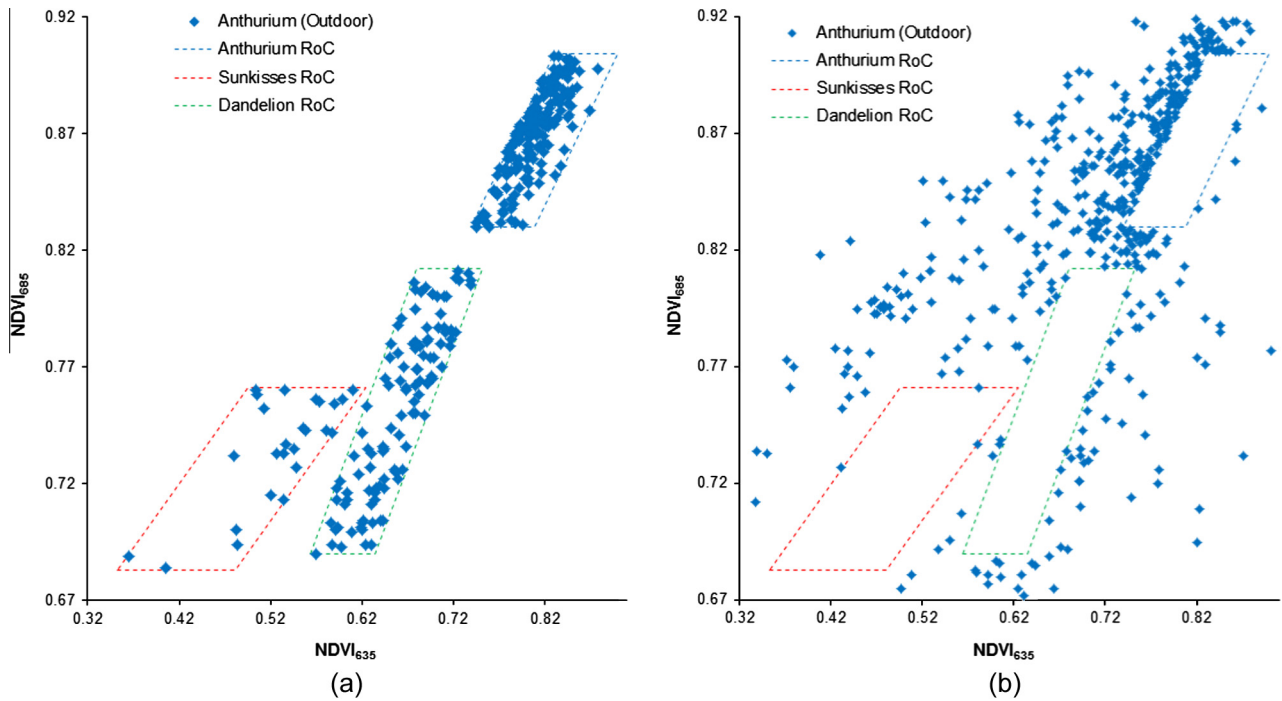 0.92
0.87
0.82
0.77
0.72
0.67
NDVI685
0.32 0.42 0.52 0.62 0.72 0.82
NDVI635
Anthurium (Outdoor)
Anthurium RoC
Sunkisses RoC
Dandelion RoC
(a)
0.92
0.87
0.82
0.77
0.72
0.67
NDVI685
0.32 0.42 0.52 0.62 0.72 0.82
NDVI635
Anthurium (Outdoor)
Anthurium RoC
Sunkisses RoC
Dandelion RoC
(b)